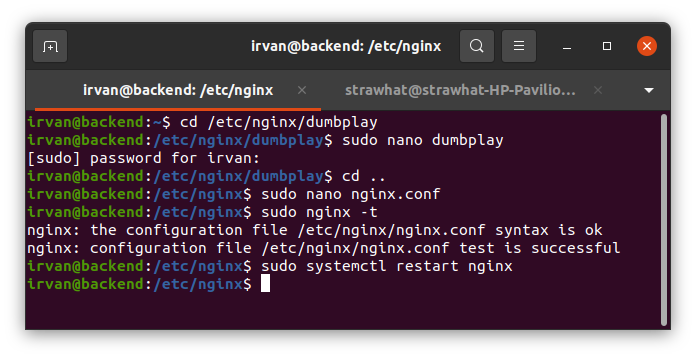 irvan@backend: /etc/nginx
irvan@backend: /etc/nginx
strawhat@strawhat-HP-Pavilio...
irvan@backend:~$ cd /etc/nginx/dumbplay
irvan@backend:/etc/nginx/dumbplay$ sudo nano dumbplay
[sudo] password for irvan:
irvan@backend:/etc/nginx/dumbplay$ cd ..
irvan@backend:/etc/nginx$ sudo nano nginx.conf
irvan@backend:/etc/nginx$ sudo nginx -t
nginx: the configuration file /etc/nginx/nginx.conf syntax is ok
nginx: configuration file /etc/nginx/nginx.conf test is successful
irvan@backend:/etc/nginx$ sudo systemctl restart nginx
irvan@backend:/etc/nginx$